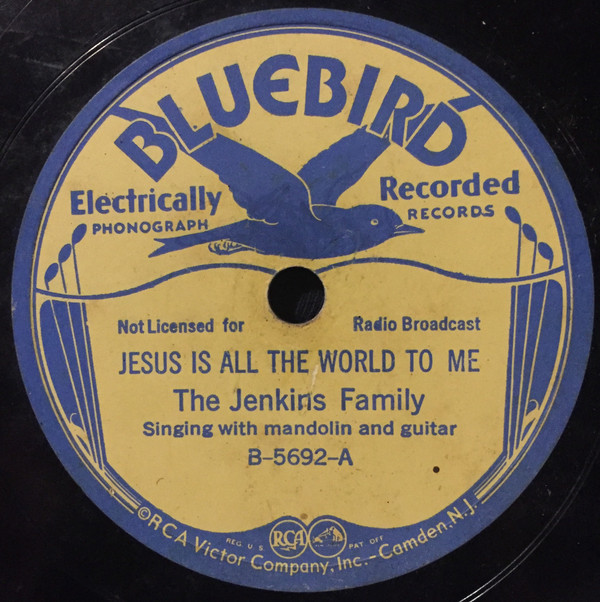 BLUEBIRD
Electrically Recorded
PHONOGRAPH RECORDS
Not Licensed for Radio Broadcast
JESUS IS ALL THE WORLD TO ME
The Jenkins Family
Singing with mandolin and guitar
B-5692-A
REG. U.S. RCA PAT. OFF.
©RCA Victor Company, Inc.-Camden, N.J.